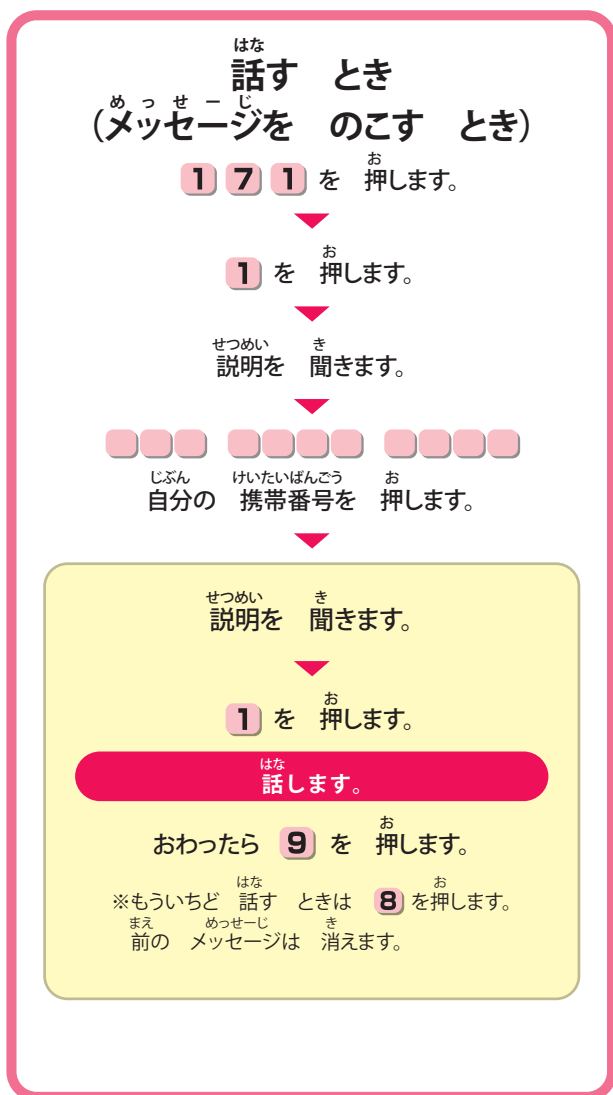 はな
話す とき
めっせーじ
(メッセージを のこす とき)
お
1 7 1 を 押します。
お
1 を 押します。
せつめい き
説明を 聞きます。
じぶん けいたいばんごう お
自分の 携帯番号を 押します。
せつめい き
説明を 聞きます。
お
1 を 押します。
はな
話します。
お
おわったら 9 を 押します。
はな お
※もういちど 話す ときは 8 を押します。
まえ めっせーじ き
前の メッセージは 消えます。